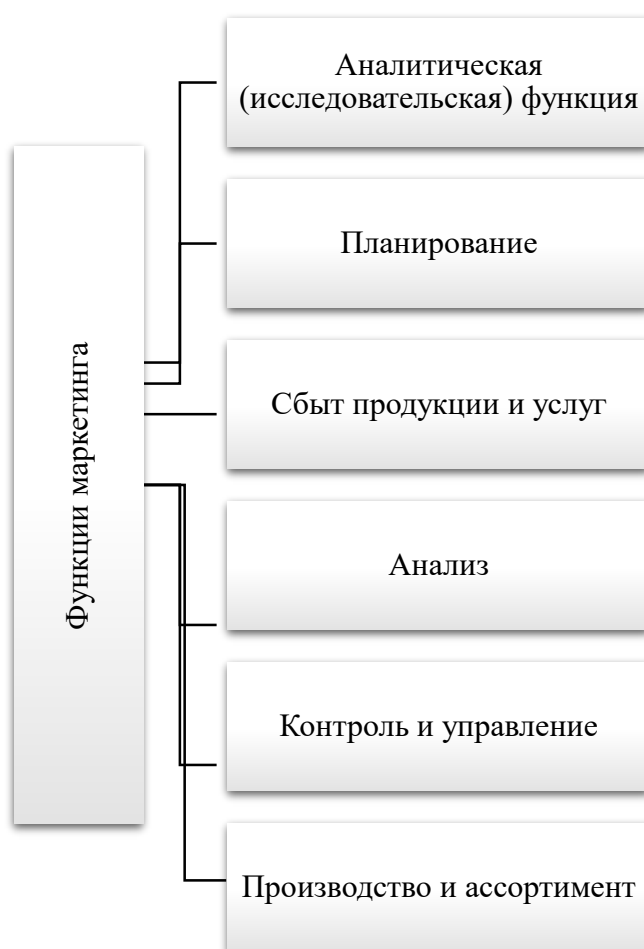 Функции маркетинга
Аналитическая
(исследовательская) функция
Планирование
Сбыт продукции и услуг
Анализ
Контроль и управление
Производство и ассортимент